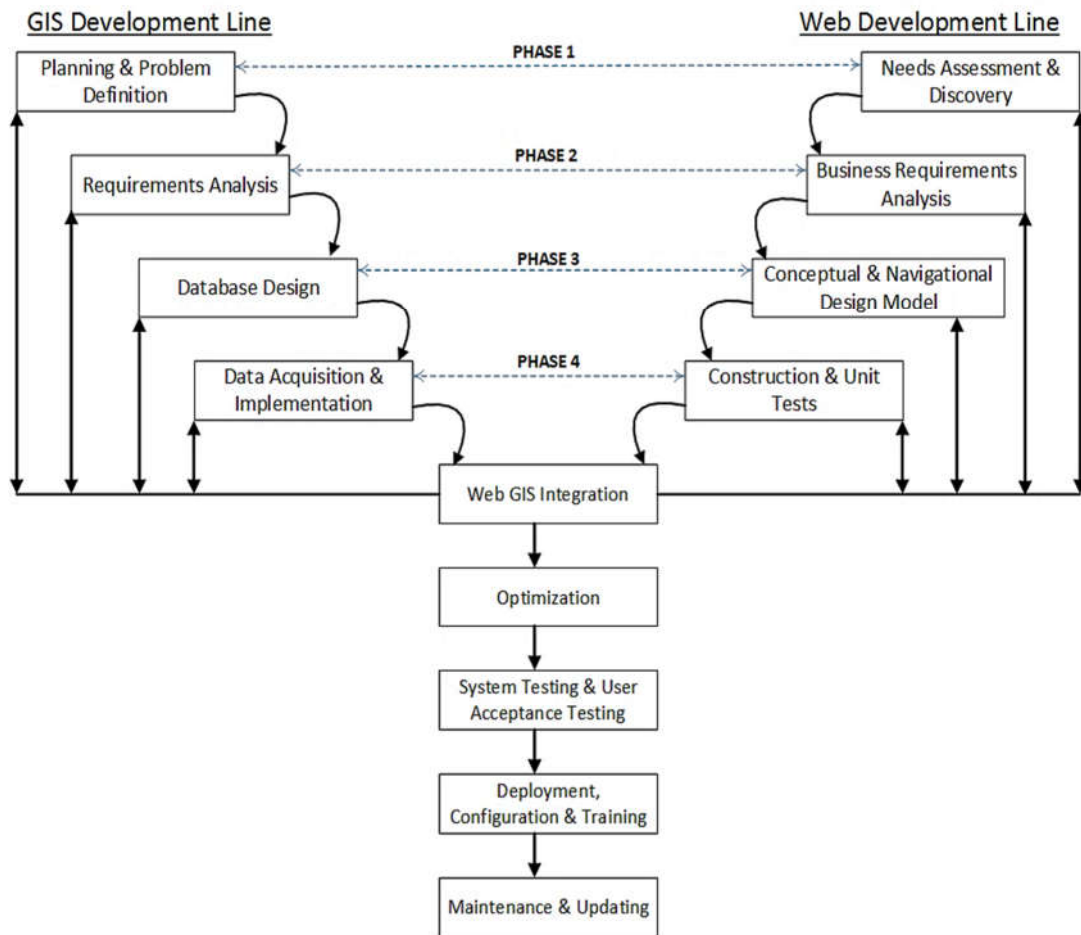 GIS Development Line
Web Development Line
PHASE 1
Planning & Problem
Definition
Needs Assessment &
Discovery
PHASE 2
Requirements Analysis
Business Requirements
Analysis
PHASE 3
Database Design
Conceptual & Navigational
Design Model
PHASE 4
Data Acquisition &
Implementation
Construction & Unit
Tests
Web GIS Integration
Optimization
System Testing & User
Acceptance Testing
Deployment,
Configuration & Training
Maintenance & Updating